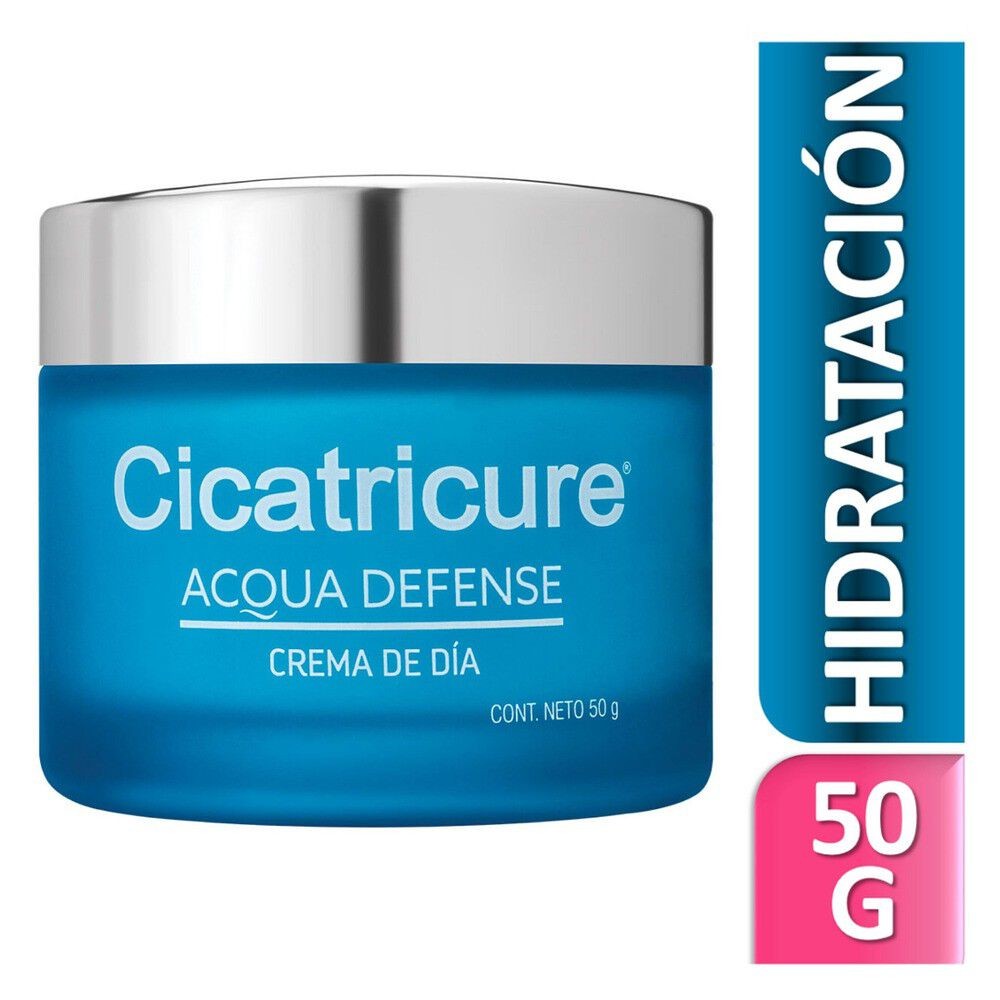 Cicatricure®
ACQUA DEFENSE
CREMA DE DÍA
CONT. NETO 50 g
HIDRATACIÓN
50
G